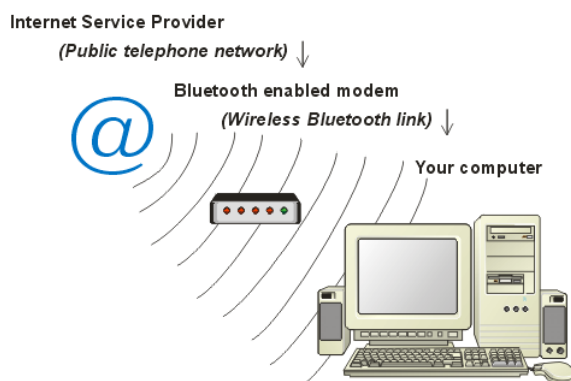 Internet Service Provider
(Public telephone network)
Bluetooth enabled modem
(Wireless Bluetooth link)
Your computer
@